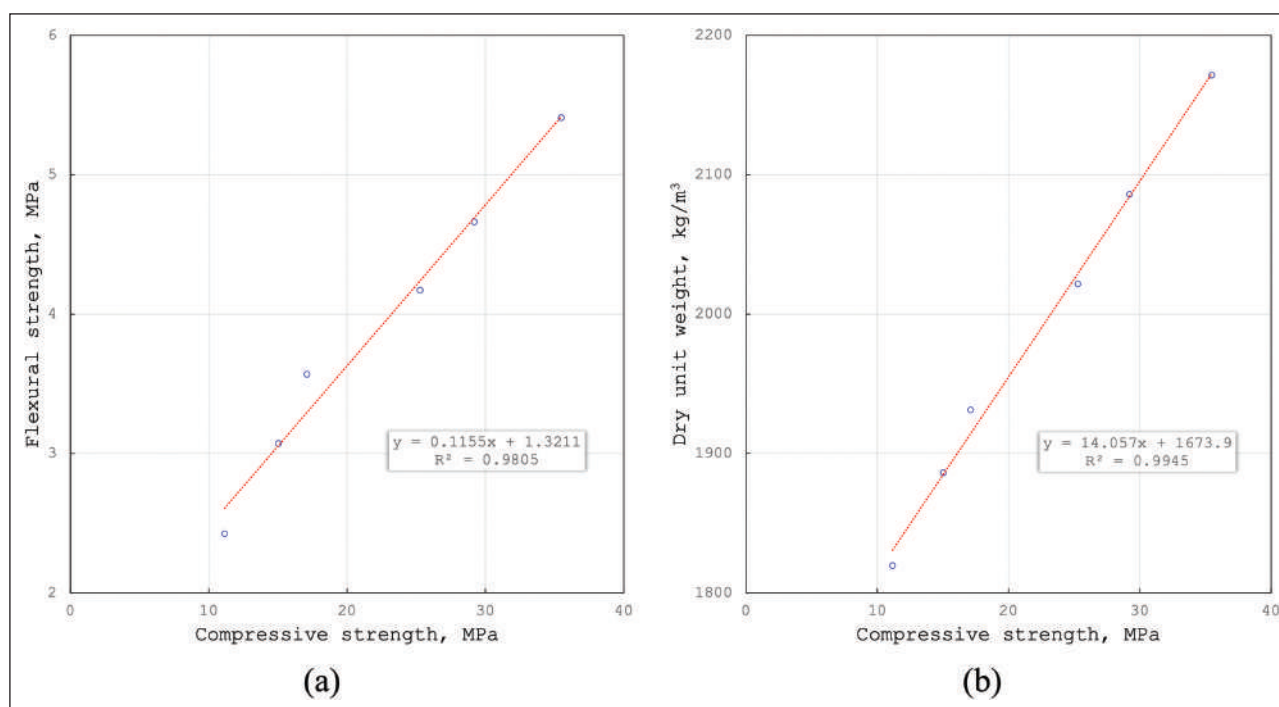 6
5
4
3
2
0
10
20
30
40
Flexural strength, MPa
Compressive strength, MPa
y = 0.1155x + 1.3211
R² = 0.9805
(a)
2200
2100
2000
1900
1800
0
10
20
30
40
Dry unit weight, kg/m³
Compressive strength, MPa
y = 14.057x + 1673.9
R² = 0.9945
(b)